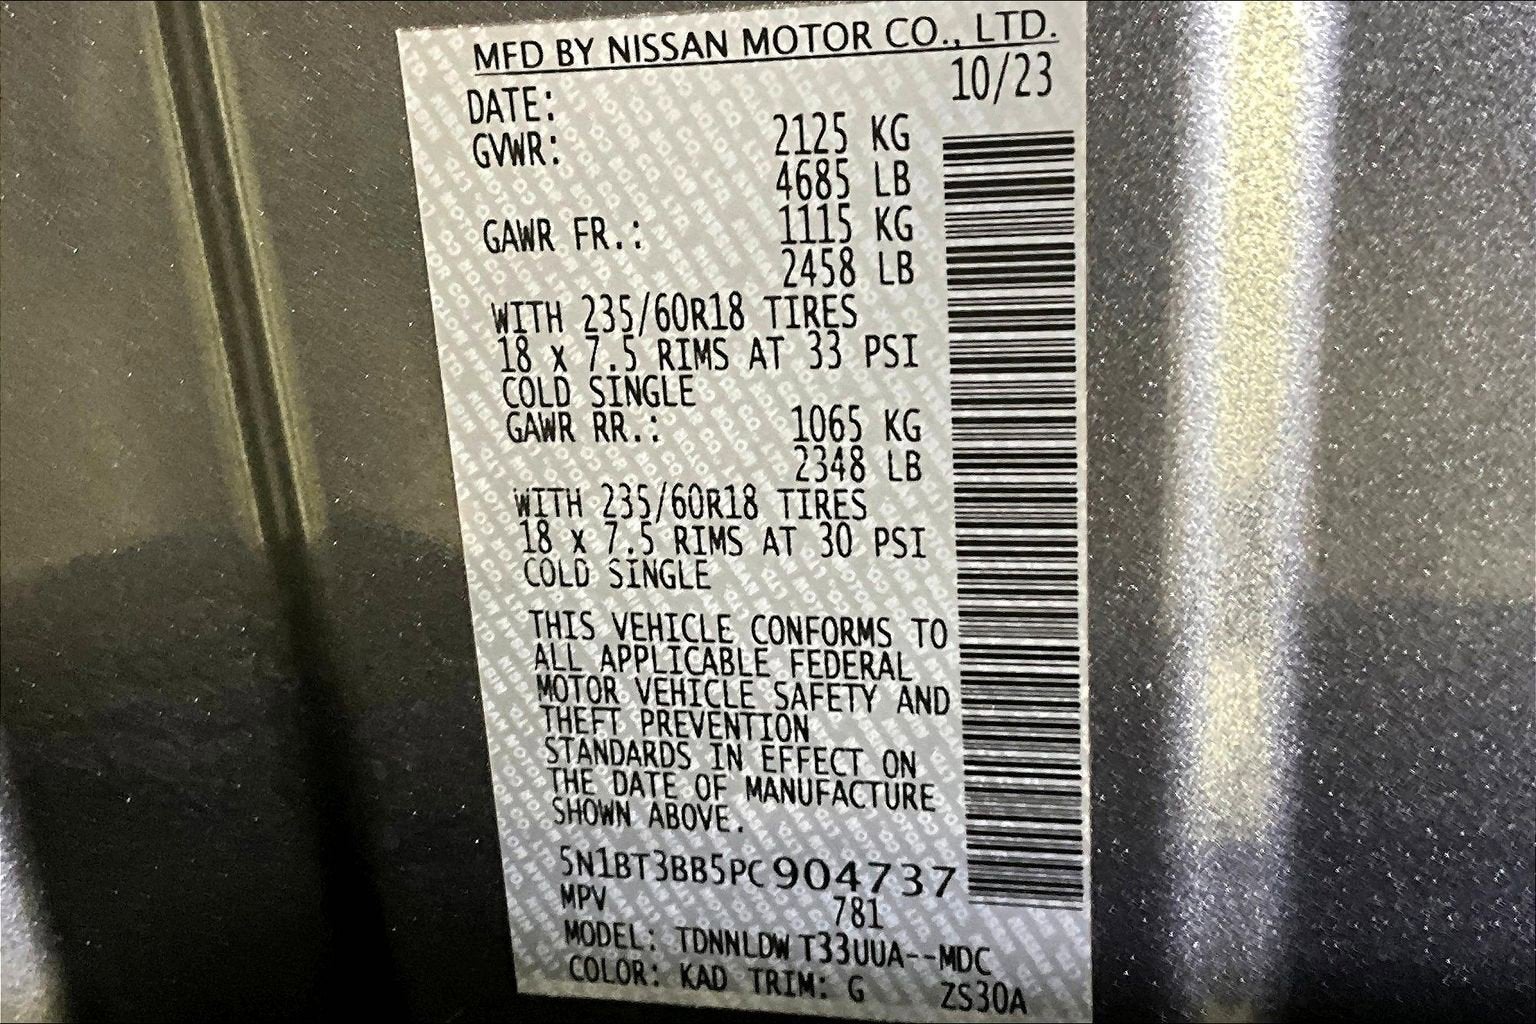 MFD BY NISSAN MOTOR CO., LTD.
DATE: 10/23
GVWR: 2125 KG
4685 LB
GAWR FR.: 1115 KG
2458 LB
WITH 235/60R18 TIRES
18 x 7.5 RIMS AT 33 PSI
COLD SINGLE
GAWR RR.: 1065 KG
2348 LB
WITH 235/60R18 TIRES
18 x 7.5 RIMS AT 30 PSI
COLD SINGLE
THIS VEHICLE CONFORMS TO
ALL APPLICABLE FEDERAL
MOTOR VEHICLE SAFETY AND
THEFT PREVENTION
STANDARDS IN EFFECT ON
THE DATE OF MANUFACTURE
SHOWN ABOVE.
5N1BT3BB5PC904737
MPV 781
MODEL: TDNNLDW T33UUA--MDC
COLOR: KAD TRIM: G ZS30A